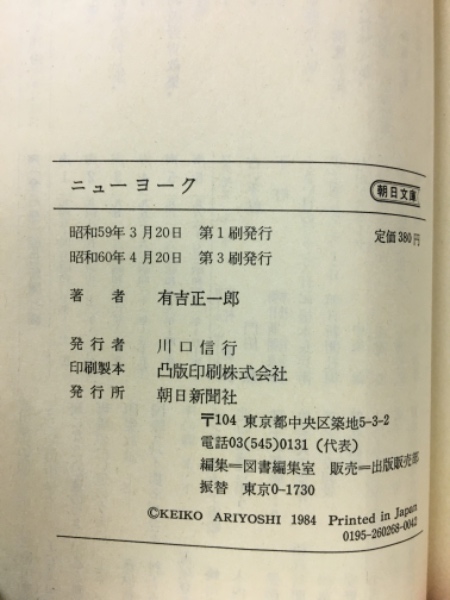 ニューヨーク 朝日文庫
昭和59年3月20日 第1刷発行 定価380円
昭和60年4月20日 第3刷発行
著者 有吉正一郎
発行者 川口信行
印刷製本 凸版印刷株式会社
発行所 朝日新聞社
〒104 東京都中央区築地5-3-2
電話03(545)0131（代表）
編集＝図書編集室 販売＝出版販売部
振替 東京0-1730
©KEIKO ARIYOSHI 1984 Printed in Japan
0195-260268-0042